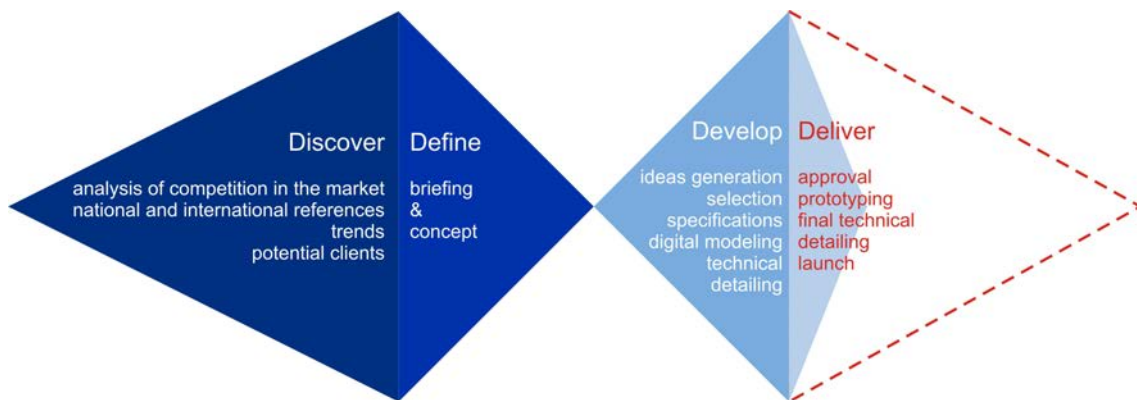 Discover
analysis of competition in the market
national and international references
trends
potential clients
Define
briefing
&
concept
Develop
ideas generation
selection
specifications
digital modeling
technical
detailing
Deliver
approval
prototyping
final technical
detailing
launch